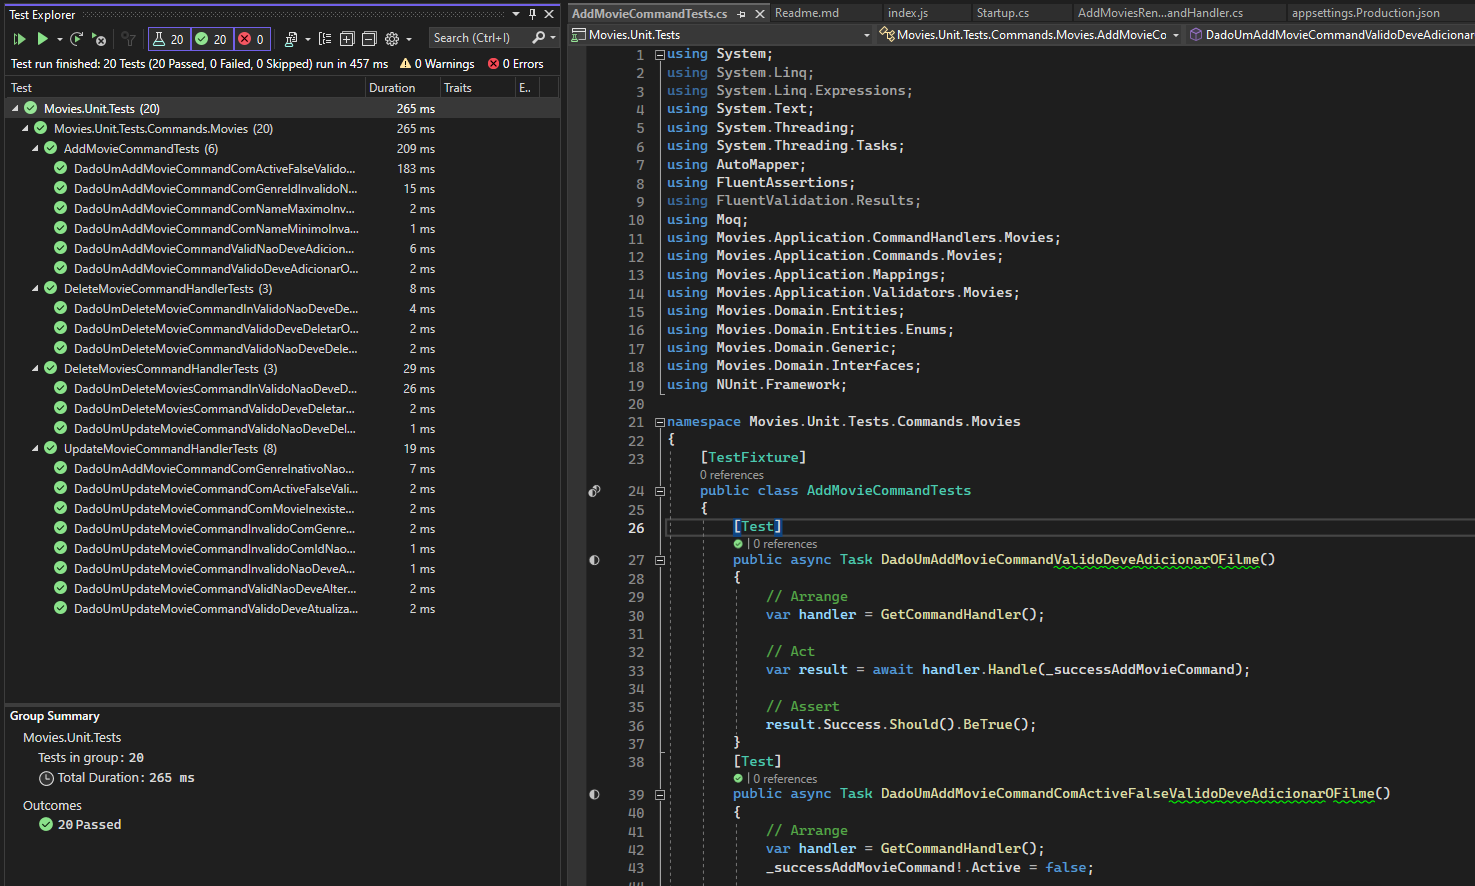 Test Explorer
20 20 0 Search (Ctrl+I)
Test run finished: 20 Tests (20 Passed, 0 Failed, 0 Skipped) run in 457 ms 0 Warnings 0 Errors
Test Duration Traits E..
Movies.Unit.Tests (20) 265 ms
Movies.Unit.Tests.Commands.Movies (20) 265 ms
AddMovieCommandTests (6) 209 ms
DadoUmAddMovieCommandComActiveFalseValido... 183 ms
DadoUmAddMovieCommandComGenreIdInvalidoN... 15 ms
DadoUmAddMovieCommandComNameMaximoInv... 2 ms
DadoUmAddMovieCommandComNameMinimoInva... 1 ms
DadoUmAddMovieCommandValidNaoDeveAdicion... 6 ms
DadoUmAddMovieCommandValidoDeveAdicionarO... 2 ms
DeleteMovieCommandHandlerTests (3) 8 ms
DadoUmDeleteMovieCommandInValidoNaoDeveDe... 4 ms
DadoUmDeleteMovieCommandValidoDeveDeletarO... 2 ms
DadoUmDeleteMovieCommandValidoNaoDeveDele... 2 ms
DeleteMoviesCommandHandlerTests (3) 29 ms
DadoUmDeleteMoviesCommandInValidoNaoDeveD... 26 ms
DadoUmDeleteMoviesCommandValidoDeveDeletar... 2 ms
DadoUmUpdateMovieCommandValidoNaoDeveDel... 1 ms
UpdateMovieCommandHandlerTests (8) 19 ms
DadoUmAddMovieCommandComGenreInativoNao... 7 ms
DadoUmUpdateMovieCommandComActiveFalseVali... 2 ms
DadoUmUpdateMovieCommandComMovieInexiste... 2 ms
DadoUmUpdateMovieCommandInvalidoComGenre... 2 ms
DadoUmUpdateMovieCommandInvalidoComIdNao... 1 ms
DadoUmUpdateMovieCommandInvalidoNaoDeveA... 1 ms
DadoUmUpdateMovieCommandValidNaoDeveAlter... 2 ms
DadoUmUpdateMovieCommandValidoDeveAtualiza... 2 ms
Group Summary
Movies.Unit.Tests
Tests in group: 20
Total Duration: 265 ms
Outcomes
20 Passed
AddMovieCommandTests.cs Readme.md index.js Startup.cs AddMoviesRen...andHandler.cs appsettings.Production.json
Movies.Unit.Tests Movies.Unit.Tests.Commands.Movies.AddMovieCo DadoUmAddMovieCommandValidoDeveAdicionar
1 using System;
2 using System.Linq;
3 using System.Linq.Expressions;
4 using System.Text;
5 using System.Threading;
6 using System.Threading.Tasks;
7 using AutoMapper;
8 using FluentAssertions;
9 using FluentValidation.Results;
10 using Moq;
11 using Movies.Application.CommandHandlers.Movies;
12 using Movies.Application.Commands.Movies;
13 using Movies.Application.Mappings;
14 using Movies.Application.Validators.Movies;
15 using Movies.Domain.Entities;
16 using Movies.Domain.Entities.Enums;
17 using Movies.Domain.Generic;
18 using Movies.Domain.Interfaces;
19 using NUnit.Framework;
20
21 namespace Movies.Unit.Tests.Commands.Movies
22 {
23 [TestFixture]
0 references
24 public class AddMovieCommandTests
25 {
26 [Test]
| 0 references
27 public async Task DadoUmAddMovieCommandValidoDeveAdicionarOFilme()
28 {
29 // Arrange
30 var handler = GetCommandHandler();
31
32 // Act
33 var result = await handler.Handle(_successAddMovieCommand);
34
35 // Assert
36 result.Success.Should().BeTrue();
37 }
38 [Test]
| 0 references
39 public async Task DadoUmAddMovieCommandComActiveFalseValidoDeveAdicionarOFilme()
40 {
41 // Arrange
42 var handler = GetCommandHandler();
43 _successAddMovieCommand!.Active = false;